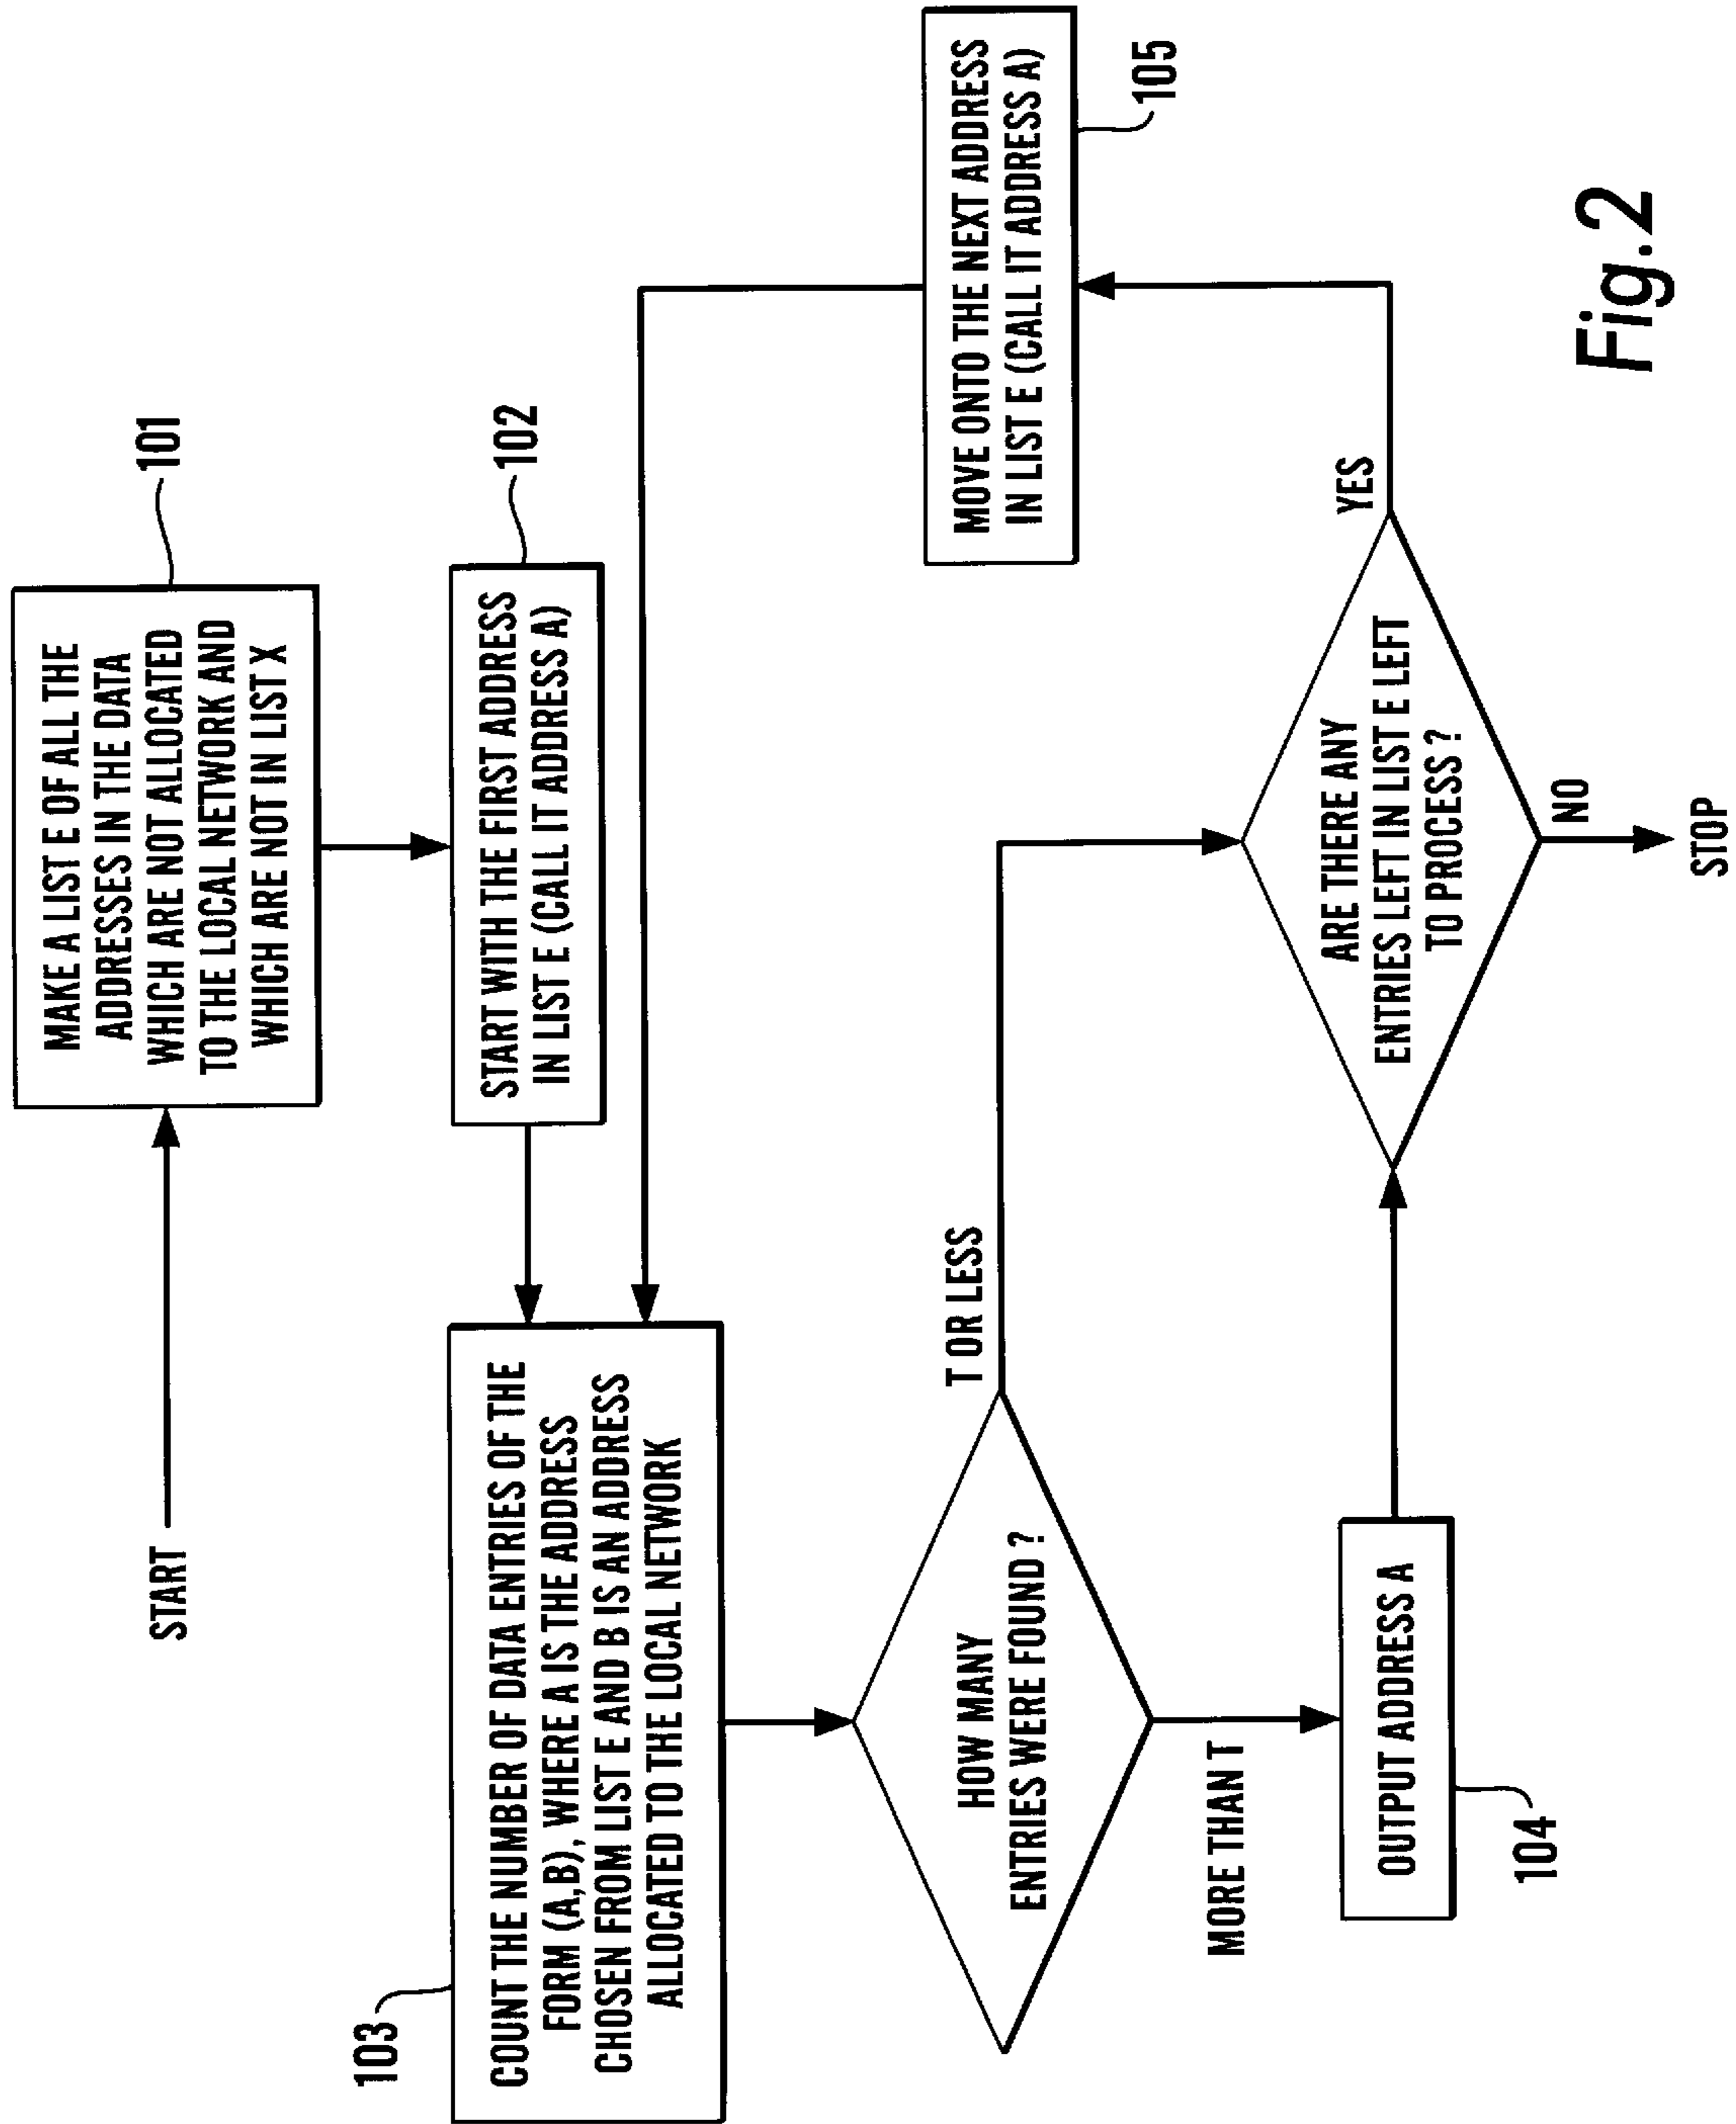 START
MAKE A LIST E OF ALL THE
ADDRESSES IN THE DATA
WHICH ARE NOT ALLOCATED
TO THE LOCAL NETWORK AND
WHICH ARE NOT IN LIST X
101
START WITH THE FIRST ADDRESS
IN LIST E (CALL IT ADDRESS A)
102
103
COUNT THE NUMBER OF DATA ENTRIES OF THE
FORM (A,B), WHERE A IS THE ADDRESS
CHOSEN FROM LIST E AND B IS AN ADDRESS
ALLOCATED TO THE LOCAL NETWORK
HOW MANY
ENTRIES WERE FOUND ?
T OR LESS
MORE THAN T
OUTPUT ADDRESS A
104
ARE THERE ANY
ENTRIES LEFT IN LIST E LEFT
TO PROCESS ?
YES
NO
STOP
MOVE ONTO THE NEXT ADDRESS
IN LIST E (CALL IT ADDRESS A)
105
Fig.2